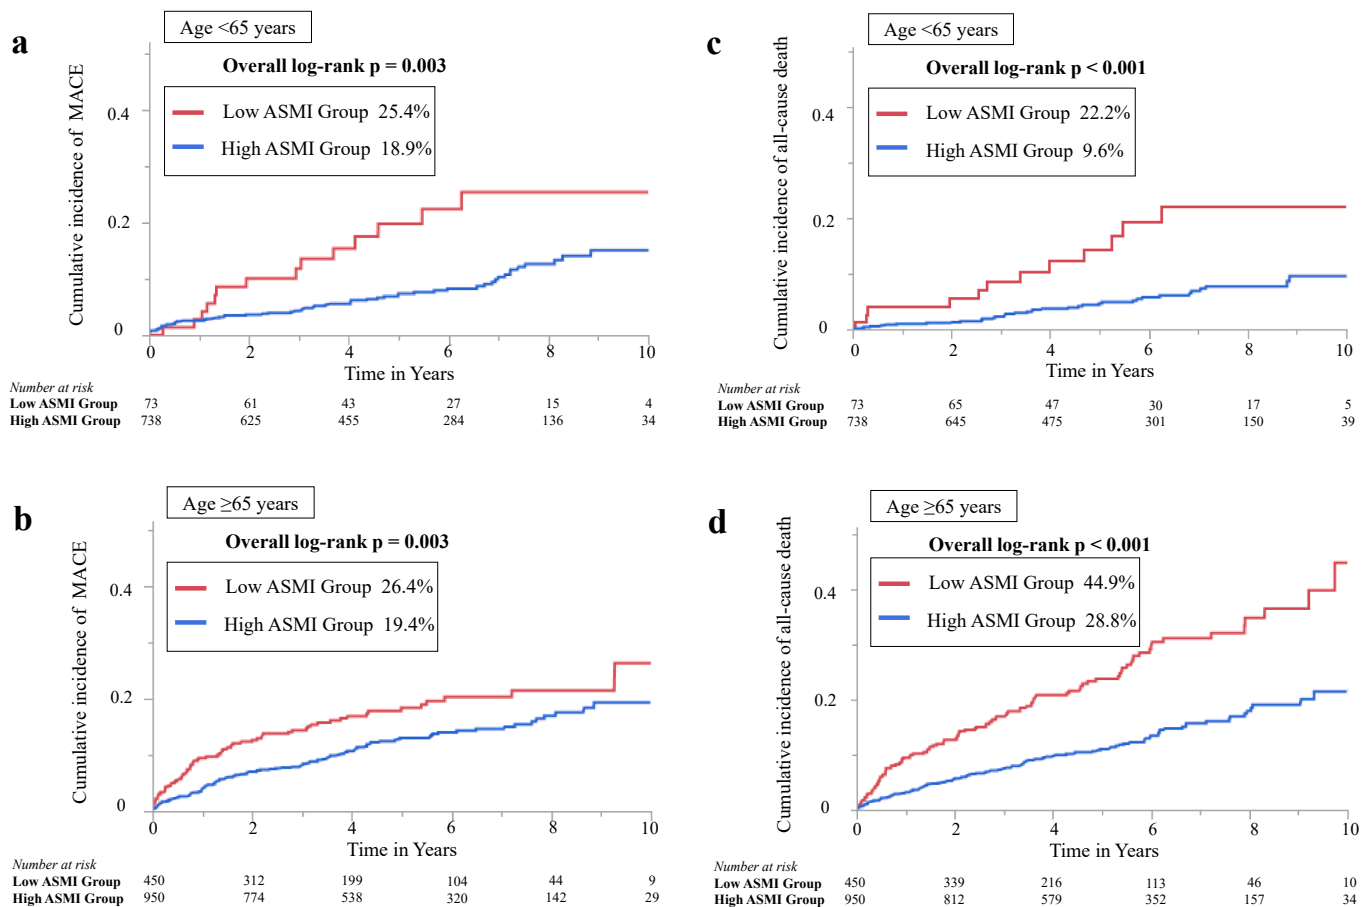 a
Age <65 years
Overall log-rank p = 0.003
Low ASMI Group 25.4%
High ASMI Group 18.9%
Cumulative incidence of MACE
0.4
0.2
0
0 2 4 6 8 10
Time in Years
Number at risk
Low ASMI Group 73 61 43 27 15 4
High ASMI Group 738 625 455 284 136 34
c
Age <65 years
Overall log-rank p < 0.001
Low ASMI Group 22.2%
High ASMI Group 9.6%
Cumulative incidence of all-cause death
0.4
0.2
0
0 2 4 6 8 10
Time in Years
Number at risk
Low ASMI Group 73 65 47 30 17 5
High ASMI Group 738 645 475 301 150 39
b
Age ≥65 years
Overall log-rank p = 0.003
Low ASMI Group 26.4%
High ASMI Group 19.4%
Cumulative incidence of MACE
0.4
0.2
0
0 2 4 6 8 10
Time in Years
Number at risk
Low ASMI Group 450 312 199 104 44 9
High ASMI Group 950 774 538 320 142 29
d
Age ≥65 years
Overall log-rank p < 0.001
Low ASMI Group 44.9%
High ASMI Group 28.8%
Cumulative incidence of all-cause death
0.4
0.2
0
0 2 4 6 8 10
Time in Years
Number at risk
Low ASMI Group 450 339 216 113 46 10
High ASMI Group 950 812 579 352 157 34